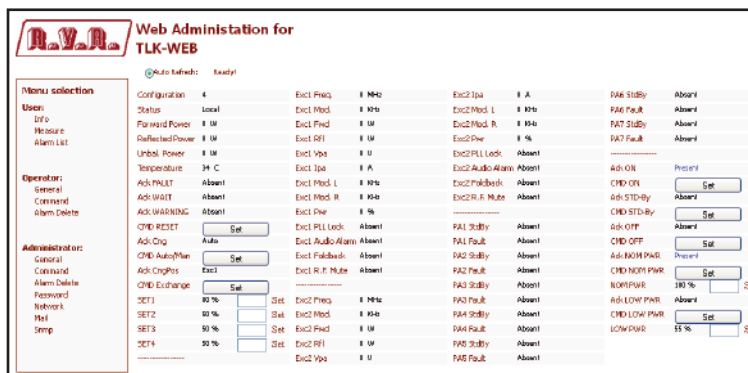 R.V.R.
Web Administation for
TLK-WEB
Auto Refresh: Ready!
Menu selection
User:
Info
Measure
Alarm List
Operator:
General
Command
Alarm Delete
Administrator:
General
Command
Alarm Delete
Password
Network
Mail
Snmp
Configuration 4
Status Local
Forward Power 0 W
Reflected Power 0 W
Unbal. Power 0 W
Temperature 34 C
Ack FAULT Absent
Ack WAIT Absent
Ack WARNING Absent
CMD RESET Set
Ack Cng Auto
CMD Auto/Man Set
Ack CngPos Exc1
CMD Exchange Set
SET1 90 % Set
SET2 90 % Set
SET3 90 % Set
SET4 90 % Set
----------------
Exc1 Freq. 0 MHz
Exc1 Mod. 0 KHz
Exc1 Fwd 0 W
Exc1 Rfl 0 W
Exc1 Vpa 0 V
Exc1 Ipa 0 A
Exc1 Mod. L 0 KHz
Exc1 Mod. R 0 KHz
Exc1 Pwr 0 %
Exc1 PLL Lock Absent
Exc1 Audio Alarm Absent
Exc1 Foldback Absent
Exc1 R.F. Mute Absent
----------------
Exc2 Freq. 0 MHz
Exc2 Mod. 0 KHz
Exc2 Fwd 0 W
Exc2 Rfl 0 W
Exc2 Vpa 0 V
Exc2 Ipa 0 A
Exc2 Mod. L 0 KHz
Exc2 Mod. R 0 KHz
Exc2 Pwr 0 %
Exc2 PLL Lock Absent
Exc2 Audio Alarm Absent
Exc2 Foldback Absent
Exc2 R.F. Mute Absent
----------------
PA1 StdBy Absent
PA1 Fault Absent
PA2 StdBy Absent
PA2 Fault Absent
PA3 StdBy Absent
PA3 Fault Absent
PA4 StdBy Absent
PA4 Fault Absent
PA5 StdBy Absent
PA5 Fault Absent
PA6 StdBy Absent
PA6 Fault Absent
PA7 StdBy Absent
PA7 Fault Absent
----------------
Ack ON Present
CMD ON Set
Ack STD-By Absent
CMD STD-By Set
Ack OFF Absent
CMD OFF Set
Ack NOM PWR Present
CMD NOM PWR Set
NOM PWR 100 %
Ack LOW PWR Absent
CMD LOW PWR Set
LOW PWR 55 %